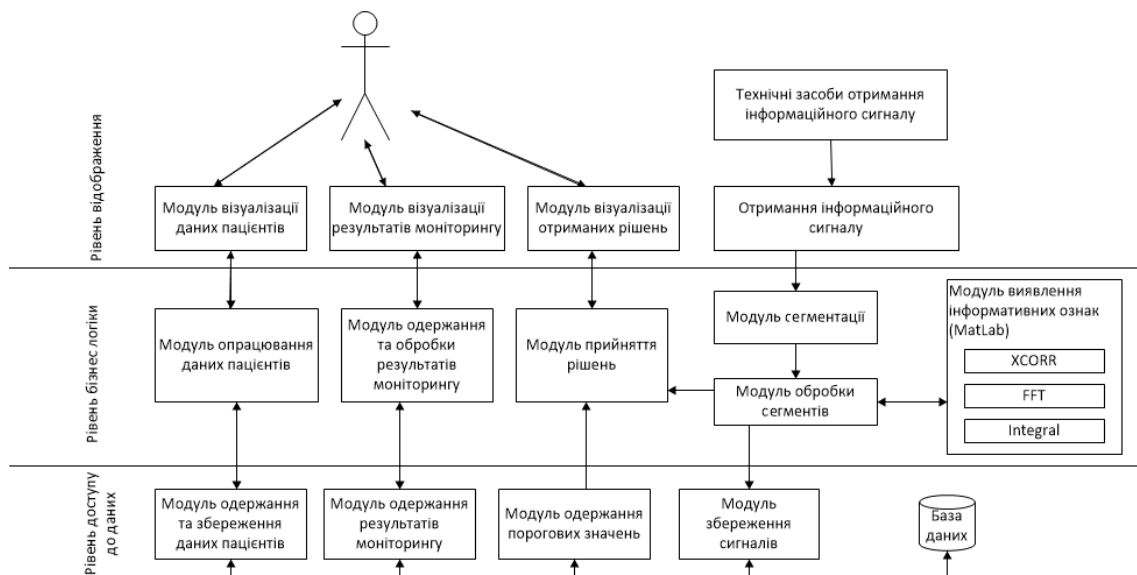 Рівень відображення
Технічні засоби отримання
інформаційного сигналу
Модуль візуалізації
даних пацієнтів
Модуль візуалізації
результатів моніторингу
Модуль візуалізації
отриманих рішень
Отримання інформаційного
сигналу
Рівень бізнес логіки
Модуль опрацювання
даних пацієнтів
Модуль одержання
та обробки
результатів
моніторингу
Модуль прийняття
рішень
Модуль сегментації
Модуль обробки
сегментів
Модуль виявлення
інформативних ознак
(MatLab)
XCORR
FFT
Integral
Рівень доступу
до даних
Модуль одержання
та збереження
даних пацієнтів
Модуль одержання
результатів
моніторингу
Модуль одержання
порогових значень
Модуль
збереження
сигналів
База
даних